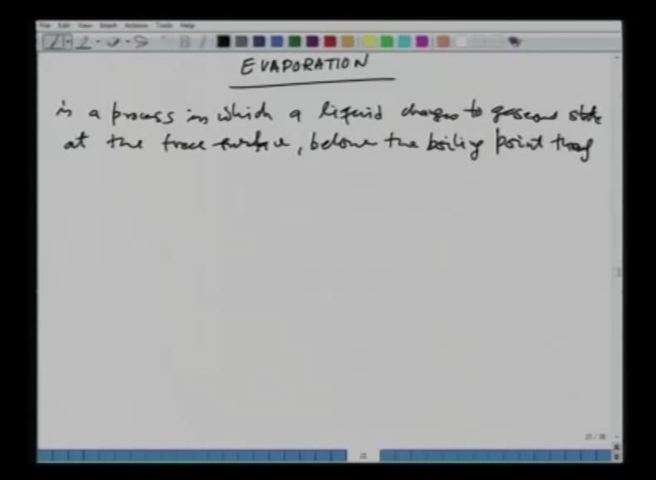 EVAPORATION
is a process in which a liquid changes to gaseous state
at the free surface, below the boiling point